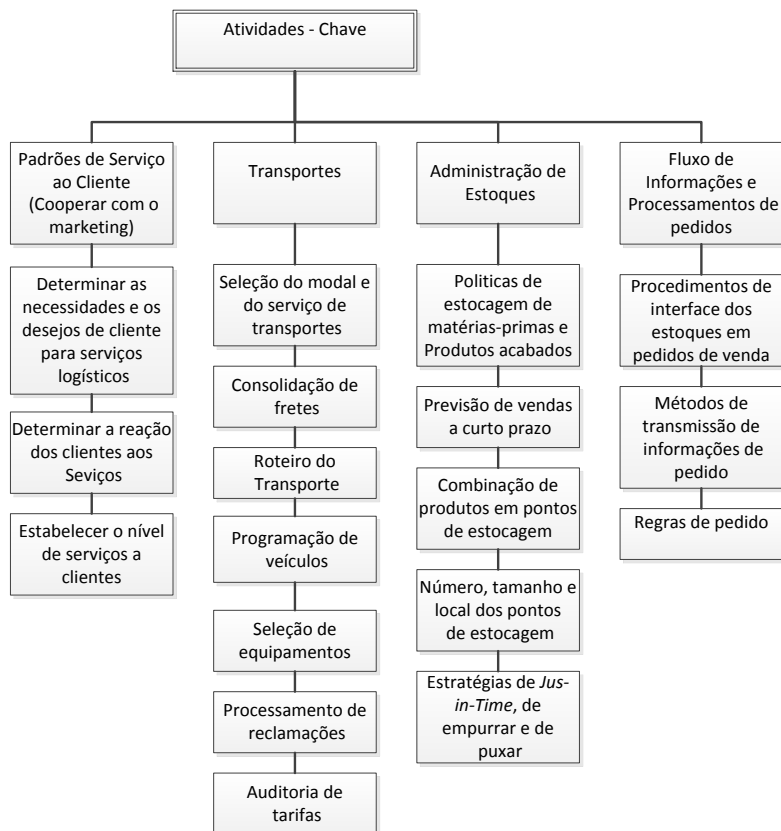 Atividades - Chave
Padrões de Serviço
ao Cliente
(Cooperar com o
marketing)
Determinar as
necessidades e os
desejos de cliente
para serviços
logísticos
Determinar a reação
dos clientes aos
Seviços
Estabelecer o nível
de serviços a
clientes
Transportes
Seleção do modal e
do serviço de
transportes
Consolidação de
fretes
Roteiro do
Transporte
Programação de
veículos
Seleção de
equipamentos
Processamento de
reclamações
Auditoria de
tarifas
Administração de
Estoques
Politicas de
estocagem de
matérias-primas e
Produtos acabados
Previsão de vendas
a curto prazo
Combinação de
produtos em pontos
de estocagem
Número, tamanho e
local dos pontos
de estocagem
Estratégias de Jus-
in-Time, de
empurrar e de
puxar
Fluxo de
Informações e
Processamentos de
pedidos
Procedimentos de
interface dos
estoques em
pedidos de venda
Métodos de
transmissão de
informações de
pedido
Regras de pedido